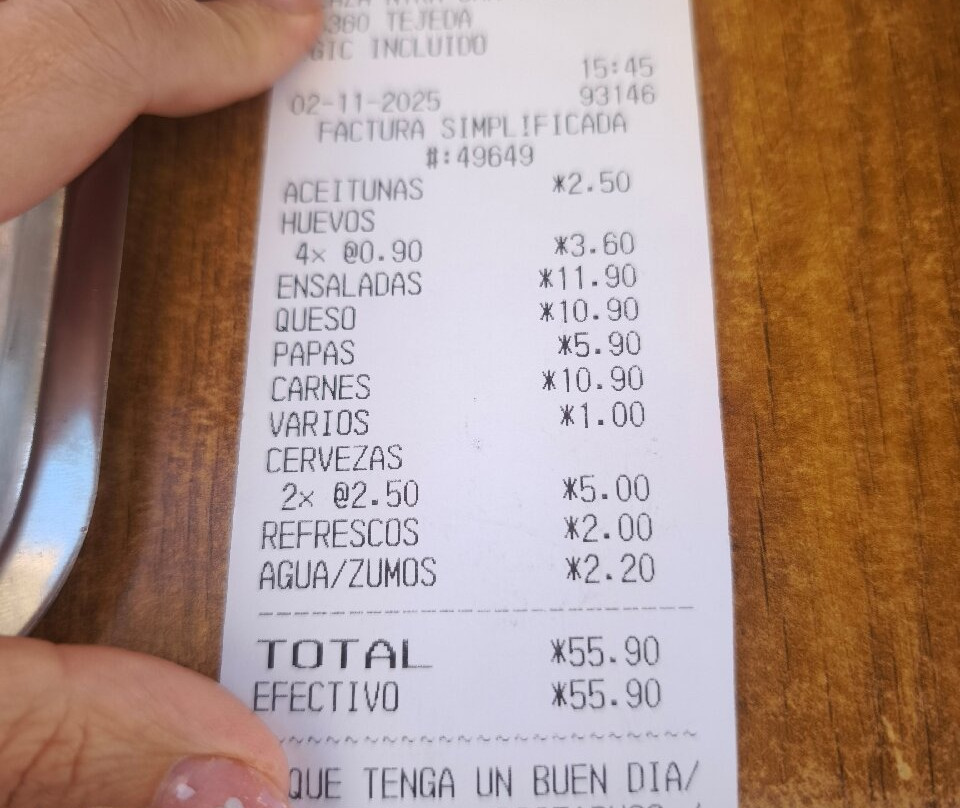 360 TEJEDA
GIC INCLUIDO
15:45
02-11-2025 93146
FACTURA SIMPLIFICADA
#:49649
ACEITUNAS *2.50
HUEVOS
4x @0.90 *3.60
ENSALADAS *11.90
QUESO *10.90
PAPAS *5.90
CARNES *10.90
VARIOS *1.00
CERVEZAS
2x @2.50 *5.00
REFRESCOS *2.00
AGUA/ZUMOS *2.20
TOTAL *55.90
EFECTIVO *55.90
QUE TENGA UN BUEN DIA/